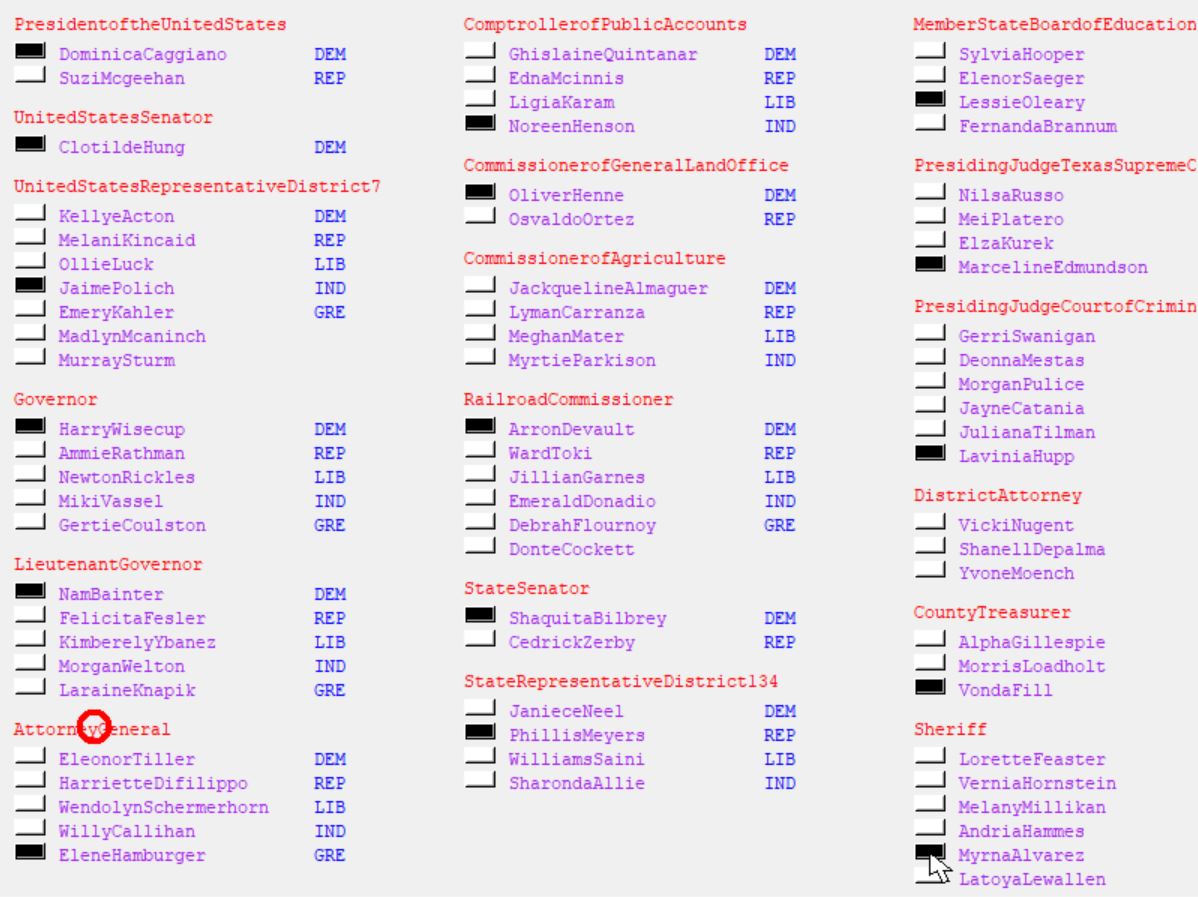 PresidentoftheUnitedStates
DominicaCaggiano DEM
SuziMcgeehan REP
UnitedStatesSenator
ClotildeHung DEM
UnitedStatesRepresentativeDistrict7
KellyeActon DEM
MelaniKincaid REP
OllieLuck LIB
JaimePolich IND
EmeryKahler GRE
MadlynMcaninch
MurraySturm
Governor
HarryWisecup DEM
AmmieRathman REP
NewtonRickles LIB
MikiVassel IND
GertieCoulston GRE
LieutenantGovernor
NamBainter DEM
FelicitaFesler REP
KimberelyYbanez LIB
MorganWelton IND
LaraineKnapik GRE
AttorneyGeneral
EleonorTiller DEM
HarrietteDifilippo REP
WendolynSchermerhorn LIB
WillyCallihan IND
EleneHamburger GRE
ComptrollerofPublicAccounts
GhislaineQuintanar DEM
EdnaMcinnis REP
LigiaKaram LIB
NoreenHenson IND
CommissionerofGeneralLandOffice
OliverHenne DEM
OsvaldoOrtez REP
CommissionerofAgriculture
JackquelineAlmaguer DEM
LymanCarranza REP
MeghanMater LIB
MyrtieParkison IND
RailroadCommissioner
ArronDevault DEM
WardToki REP
JillianGarnes LIB
EmeraldDonadio IND
DebrahFlournoy GRE
DonteCockett
StateSenator
ShaquitaBilbrey DEM
CedrickZerby REP
StateRepresentativeDistrict134
JanieceNeel DEM
PhillisMeyers REP
WilliamsSaini LIB
SharondaAllie IND
MemberStateBoardofEducation
SylviaHooper
ElenorSaeger
LessieOleary
FernandaBrannum
PresidingJudgeTexasSupremeC
NilsaRusso
MeiPlatero
ElzaKurek
MarcelineEdmundson
PresidingJudgeCourtofCrimin
GerriSwanigan
DeonnaMestas
MorganPulice
JayneCatania
JulianaTilman
LaviniaHupp
DistrictAttorney
VickiNugent
ShanellDepalma
YvoneMoench
CountyTreasurer
AlphaGillespie
MorrisLoadholt
VondaFill
Sheriff
LoretteFeaster
VerniaHornstein
MelanyMillikan
AndriaHammes
MyrnaAlvarez
LatoyaLewallen